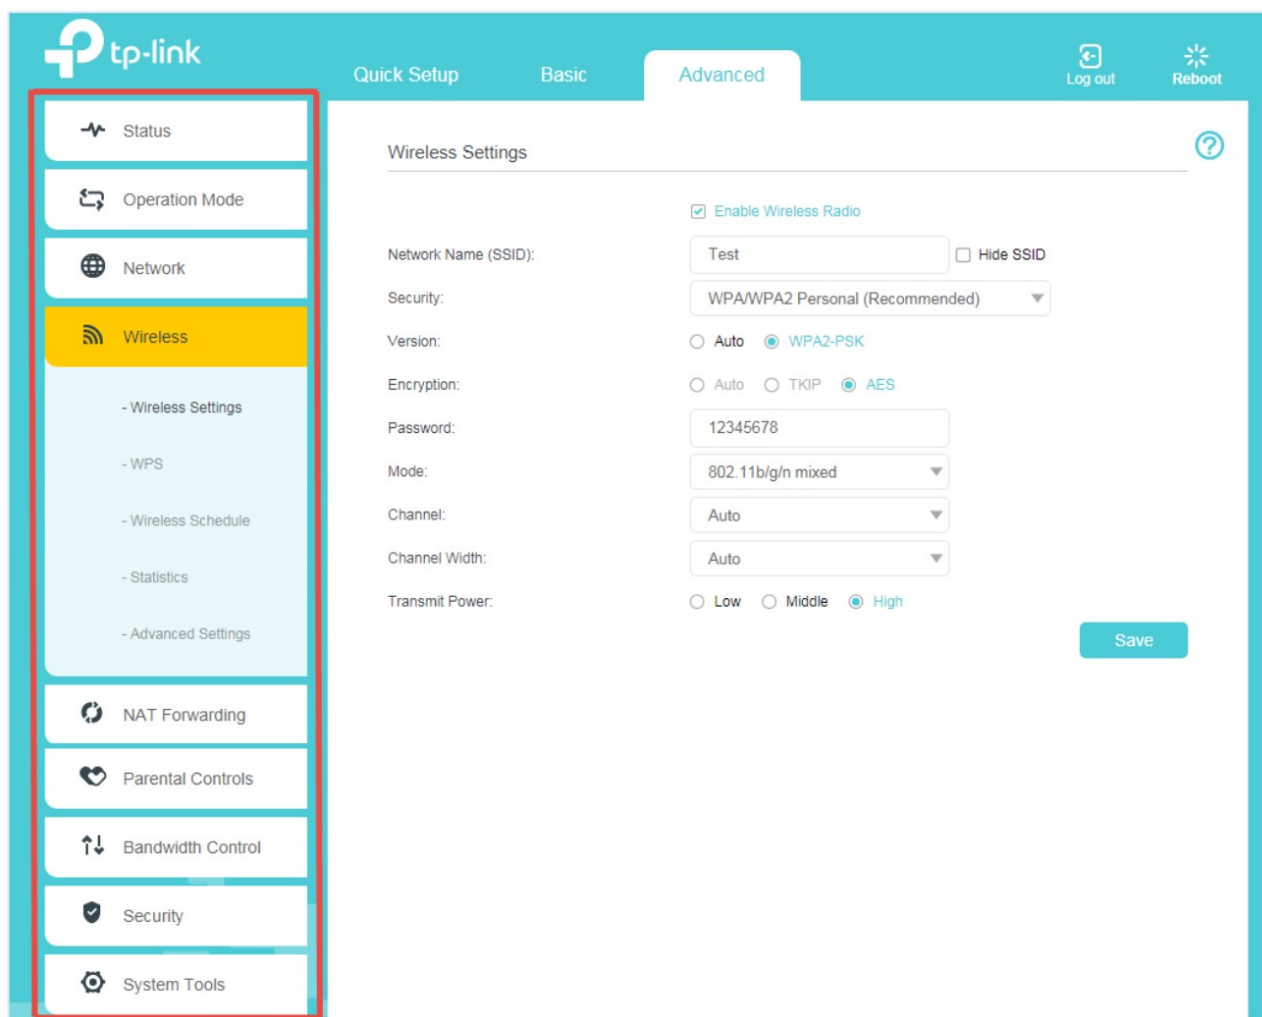 tp-link
Quick Setup Basic Advanced Log out Reboot
Status
Operation Mode
Network
Wireless
- Wireless Settings
- WPS
- Wireless Schedule
- Statistics
- Advanced Settings
NAT Forwarding
Parental Controls
Bandwidth Control
Security
System Tools
Wireless Settings
Enable Wireless Radio
Network Name (SSID): Test Hide SSID
Security: WPA/WPA2 Personal (Recommended)
Version: Auto WPA2-PSK
Encryption: Auto TKIP AES
Password: 12345678
Mode: 802.11b/g/n mixed
Channel: Auto
Channel Width: Auto
Transmit Power: Low Middle High
Save